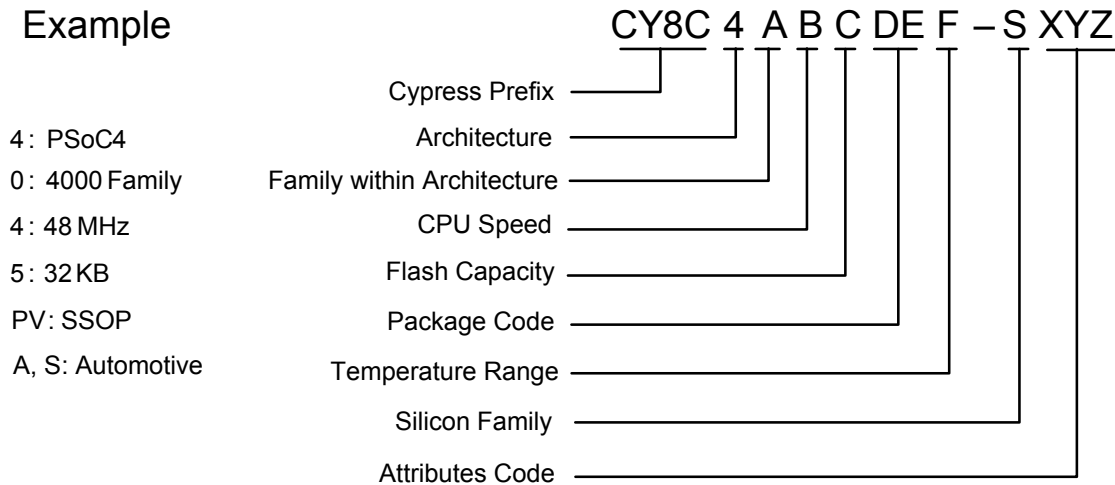 Example CY8C 4 A B C DE F – S XYZ
Cypress Prefix
4: PSoC4 Architecture
0: 4000 Family Family within Architecture
4: 48 MHz CPU Speed
5: 32 KB Flash Capacity
PV: SSOP Package Code
A, S: Automotive Temperature Range
Silicon Family
Attributes Code